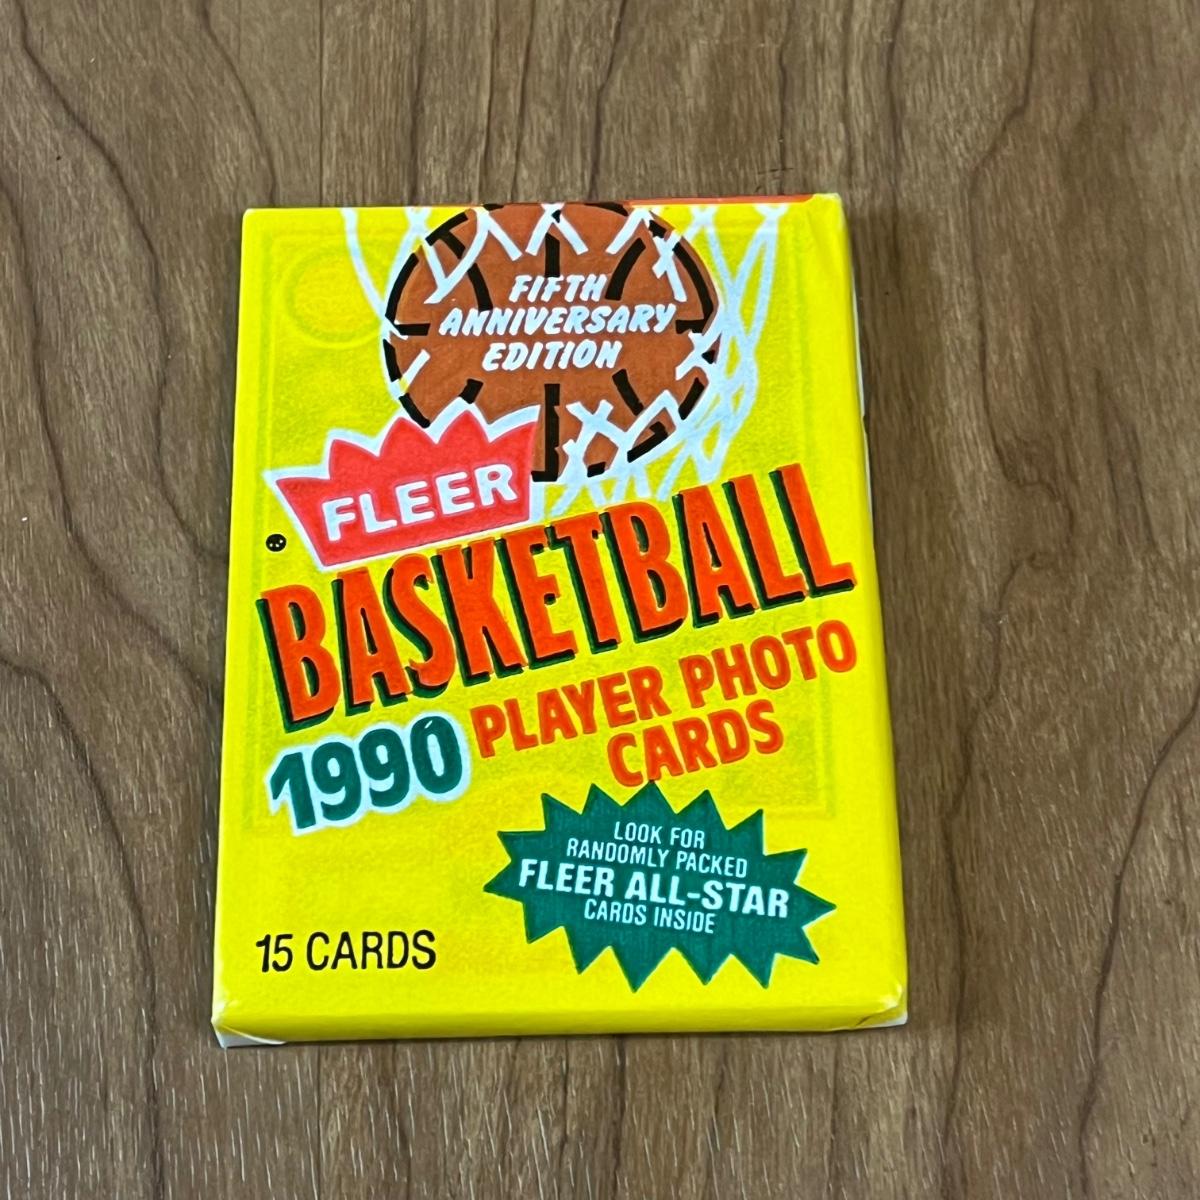 FIFTH
ANNIVERSARY
EDITION
FLEER
BASKETBALL
1990 PLAYER PHOTO
CARDS
LOOK FOR
RANDOMLY PACKED
FLEER ALL-STAR
CARDS INSIDE
15 CARDS